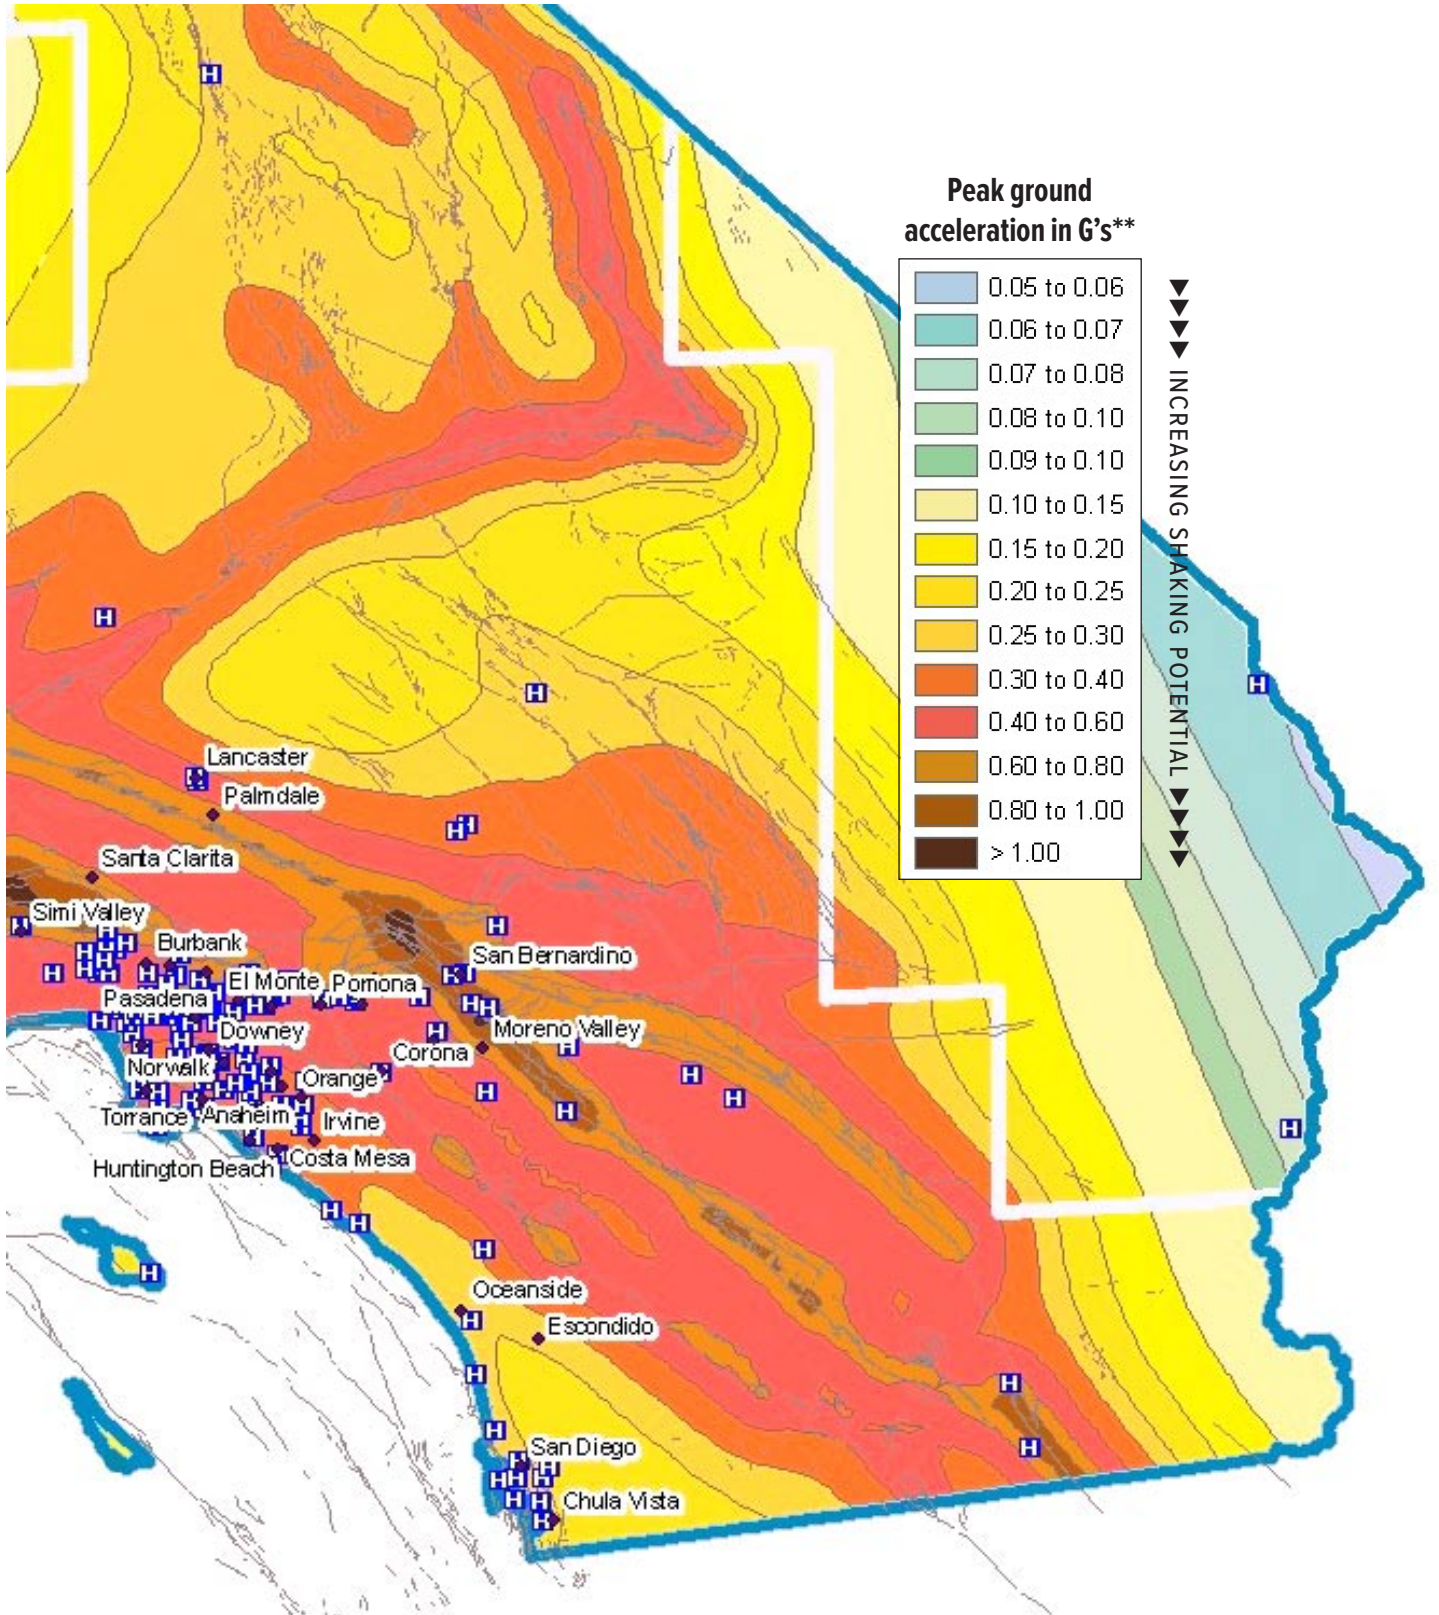 Peak ground
acceleration in G's**
0.05 to 0.06
0.06 to 0.07
0.07 to 0.08
0.08 to 0.10
0.09 to 0.10
0.10 to 0.15
0.15 to 0.20
0.20 to 0.25
0.25 to 0.30
0.30 to 0.40
0.40 to 0.60
0.60 to 0.80
0.80 to 1.00
> 1.00
▼▼▼▼ INCREASING SHAKING POTENTIAL ▼▼▼▼
Lancaster
Palmdale
Santa Clarita
Simi Valley
Burbank
San Bernardino
El Monte
Pomona
Pasadena
Downey
Moreno Valley
Corona
Norwalk
Orange
Torrance
Anaheim
Irvine
Costa Mesa
Huntington Beach
Oceanside
Escondido
San Diego
Chula Vista